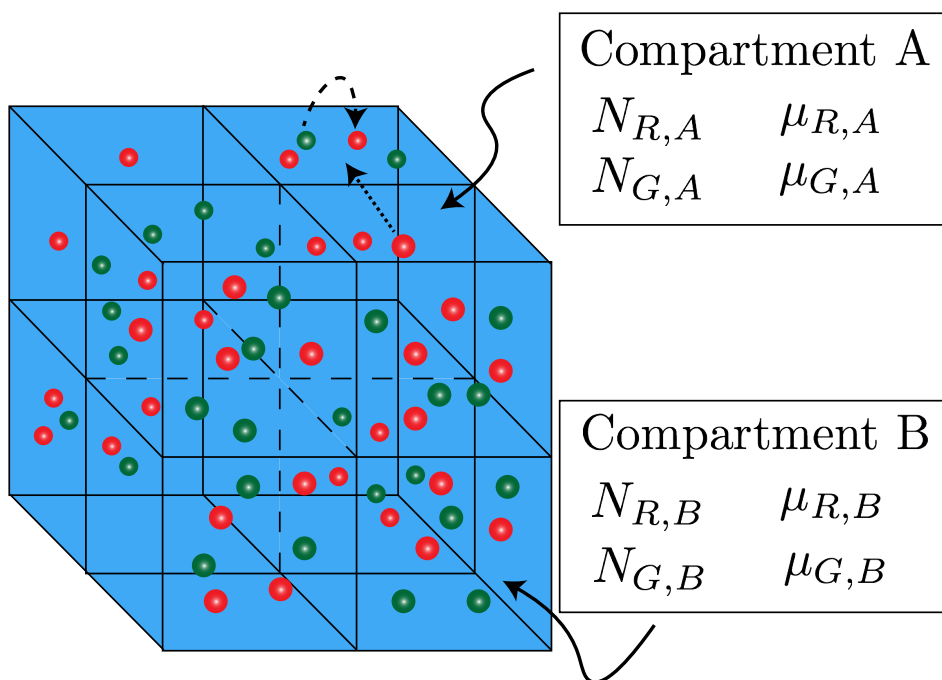 Compartment A
N_{R,A} μ_{R,A}
N_{G,A} μ_{G,A}
Compartment B
N_{R,B} μ_{R,B}
N_{G,B} μ_{G,B}